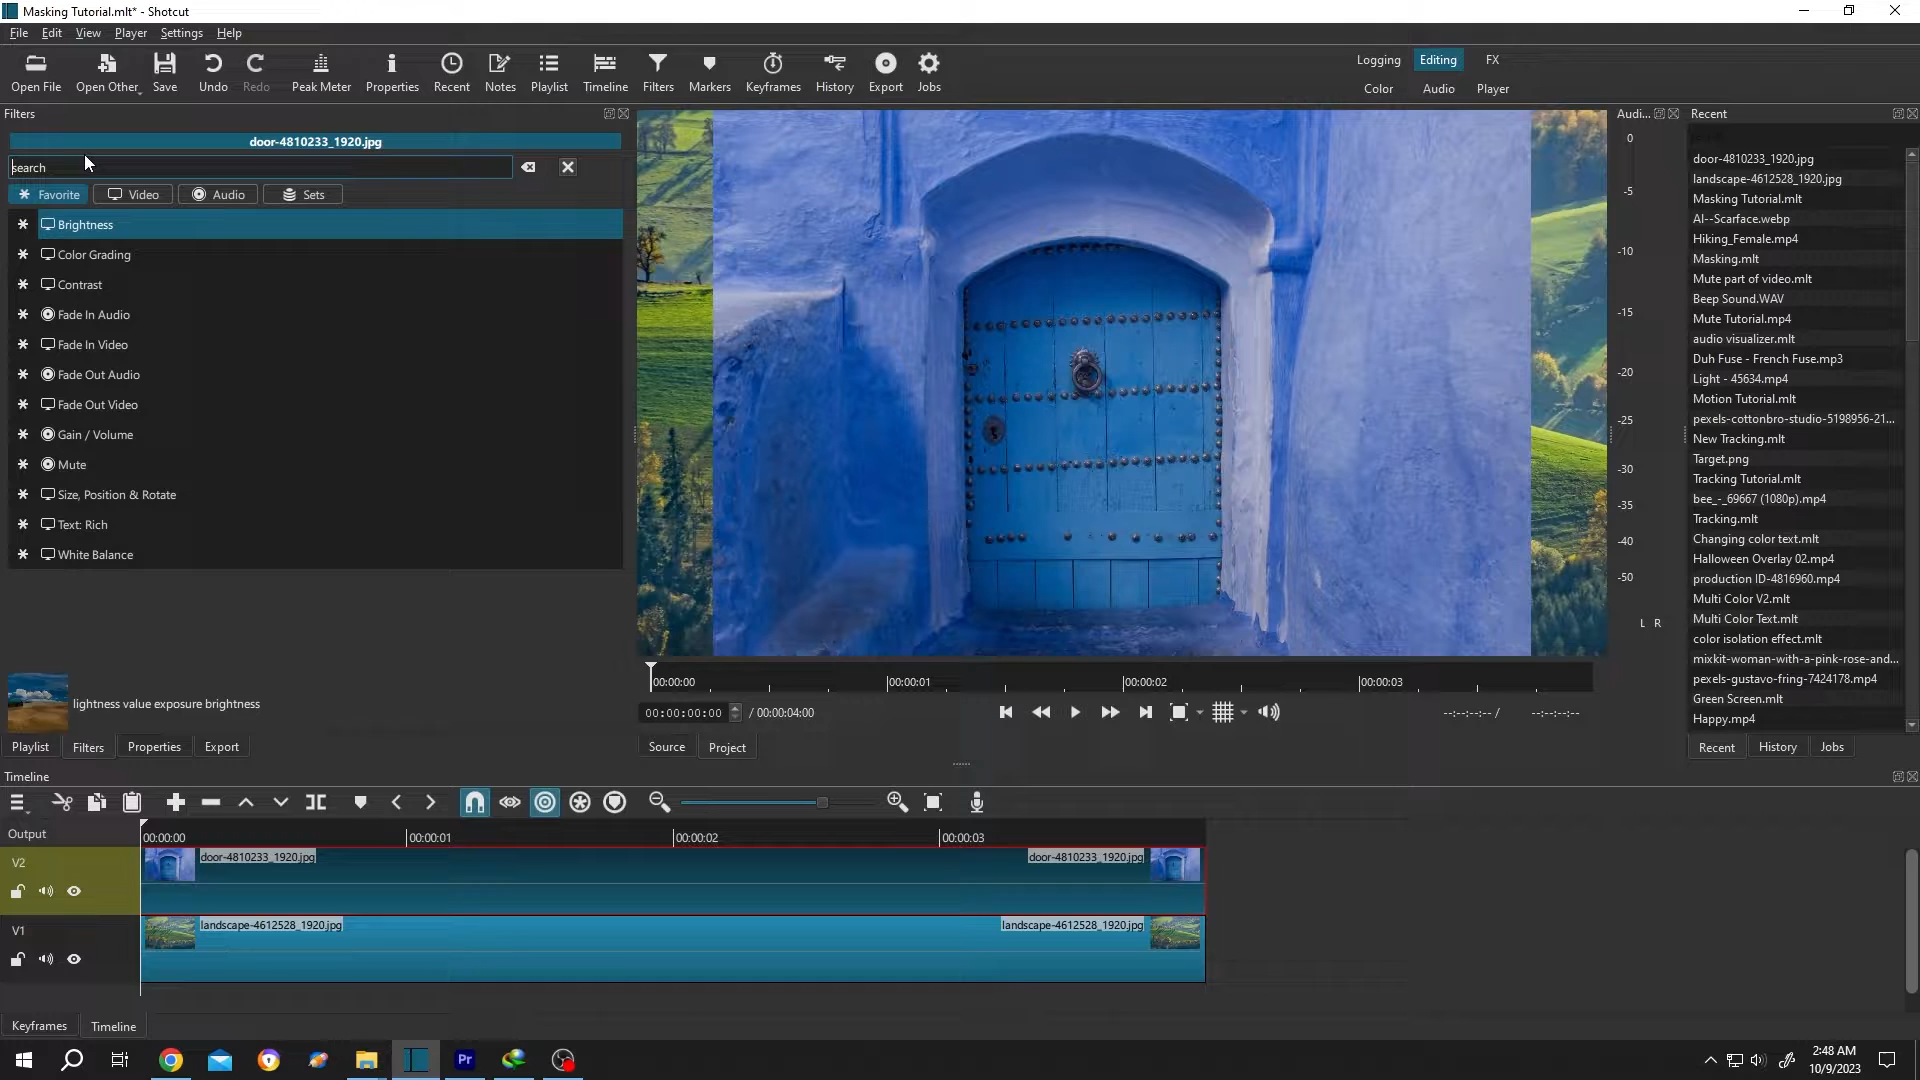 Masking Tutorial.mlt* - Shotcut
File Edit View Player Settings Help
Open File Open Other Save Undo Redo Peak Meter Properties Recent Notes Playlist Timeline Filters Markers Keyframes History Export Jobs
Logging Editing FX
Color Audio Player
Filters
door-4810233_1920.jpg
search
Favorite Video Audio Sets
Brightness
Color Grading
Contrast
Fade In Audio
Fade In Video
Fade Out Audio
Fade Out Video
Gain / Volume
Mute
Size, Position & Rotate
Text: Rich
White Balance
lightness value exposure brightness
Playlist Filters Properties Export
00:00:00 00:00:01 00:00:02 00:00:03
00:00:00:00 / 00:00:04:00
--:--:--:-- / --:--:--:--
Source Project
Audi...
0
-5
-10
-15
-20
-25
-30
-35
-40
-50
L R
Recent
door-4810233_1920.jpg
landscape-4612528_1920.jpg
Masking Tutorial.mlt
AI--Scarface.webp
Hiking_Female.mp4
Masking.mlt
Mute part of video.mlt
Beep Sound.WAV
Mute Tutorial.mp4
audio visualizer.mlt
Duh Fuse - French Fuse.mp3
Light - 45634.mp4
Motion Tutorial.mlt
pexels-cottonbro-studio-5198956-21...
New Tracking.mlt
Target.png
Tracking Tutorial.mlt
bee_-_69667 (1080p).mp4
Tracking.mlt
Changing color text.mlt
Halloween Overlay 02.mp4
production ID-4816960.mp4
Multi Color V2.mlt
Multi Color Text.mlt
color isolation effect.mlt
mixkit-woman-with-a-pink-rose-and...
pexels-gustavo-fring-7424178.mp4
Green Screen.mlt
Happy.mp4
Recent History Jobs
Timeline
Output
00:00:00 00:00:01 00:00:02 00:00:03
V2
door-4810233_1920.jpg door-4810233_1920.jpg
V1
landscape-4612528_1920.jpg landscape-4612528_1920.jpg
Keyframes Timeline
Pr
2:48 AM
10/9/2023